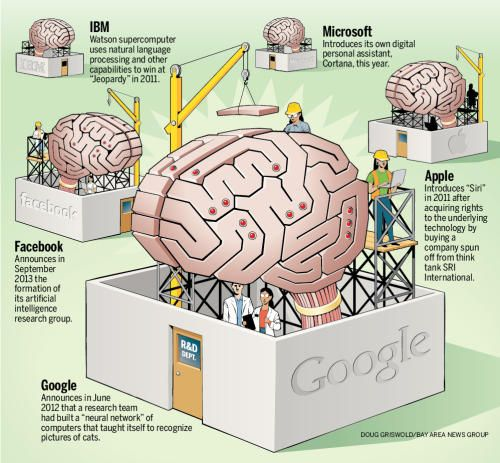 IBM
Watson supercomputer
uses natural language
processing and other
capabilities to win at
"Jeopardy" in 2011.
IBM
Microsoft
Introduces its own digital
personal assistant,
Cortana, this year.
facebook
Facebook
Announces in
September
2013 the
formation of
its artificial
intelligence
research group.
Apple
Introduces "Siri"
in 2011 after
acquiring rights
to the underlying
technology by
buying a
company spun
off from think
tank SRI
International.
R&D
DEPT.
Google
Google
Announces in June
2012 that a research team
had built a "neural network" of
computers that taught itself to recognize
pictures of cats.
DOUG GRISWOLD/BAY AREA NEWS GROUP